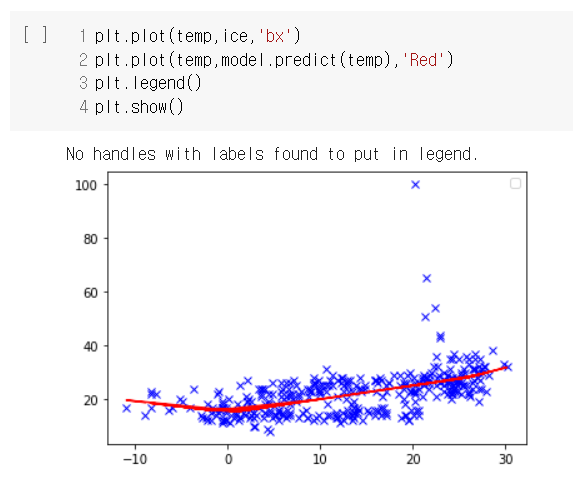 [ ] 1 plt.plot(temp,ice,'bx')
2 plt.plot(temp,model.predict(temp),'Red')
3 plt.legend()
4 plt.show()
No handles with labels found to put in legend.
100
80
60
40
20
−10 0 10 20 30